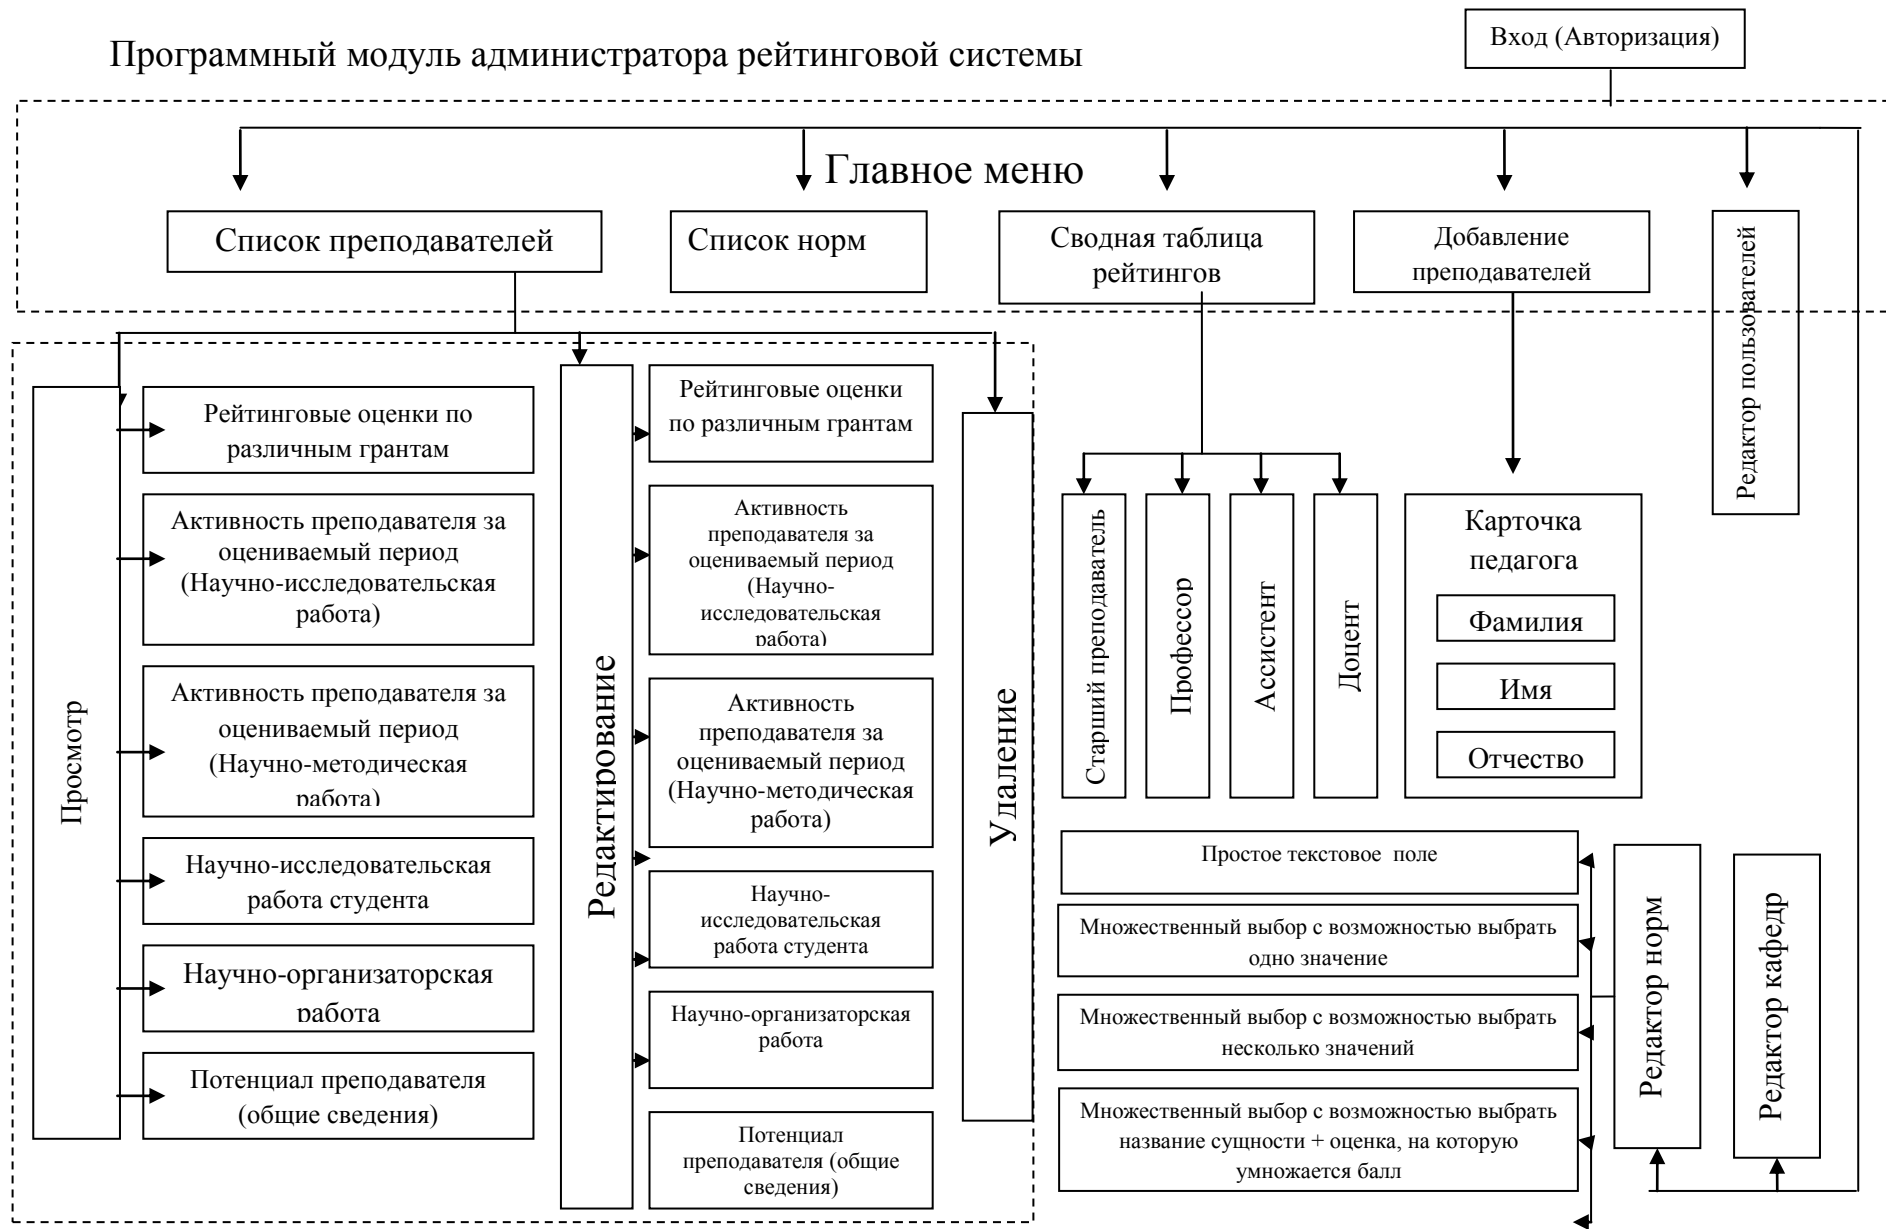 Программный модуль администратора рейтинговой системы
Вход (Авторизация)
Главное меню
Список преподавателей
Список норм
Сводная таблица
рейтингов
Добавление
преподавателей
Редактор пользователей
Просмотр
Рейтинговые оценки по
различным грантам
Активность преподавателя за
оцениваемый период
(Научно-исследовательская
работа)
Активность преподавателя за
оцениваемый период
(Научно-методическая
работа)
Научно-исследовательская
работа студента
Научно-организаторская
работа
Потенциал преподавателя
(общие сведения)
Редактирование
Рейтинговые оценки
по различным грантам
Активность
преподавателя за
оцениваемый период
(Научно-
исследовательская
работа)
Активность
преподавателя за
оцениваемый период
(Научно-методическая
работа)
Научно-
исследовательская
работа студента
Научно-организаторская
работа
Потенциал
преподавателя (общие
сведения)
Удаление
Старший преподаватель
Профессор
Ассистент
Доцент
Карточка
педагога
Фамилия
Имя
Отчество
Простое текстовое поле
Множественный выбор с возможностью выбрать
одно значение
Множественный выбор с возможностью выбрать
несколько значений
Множественный выбор с возможностью выбрать
название сущности + оценка, на которую
умножается балл
Редактор норм
Редактор кафедр